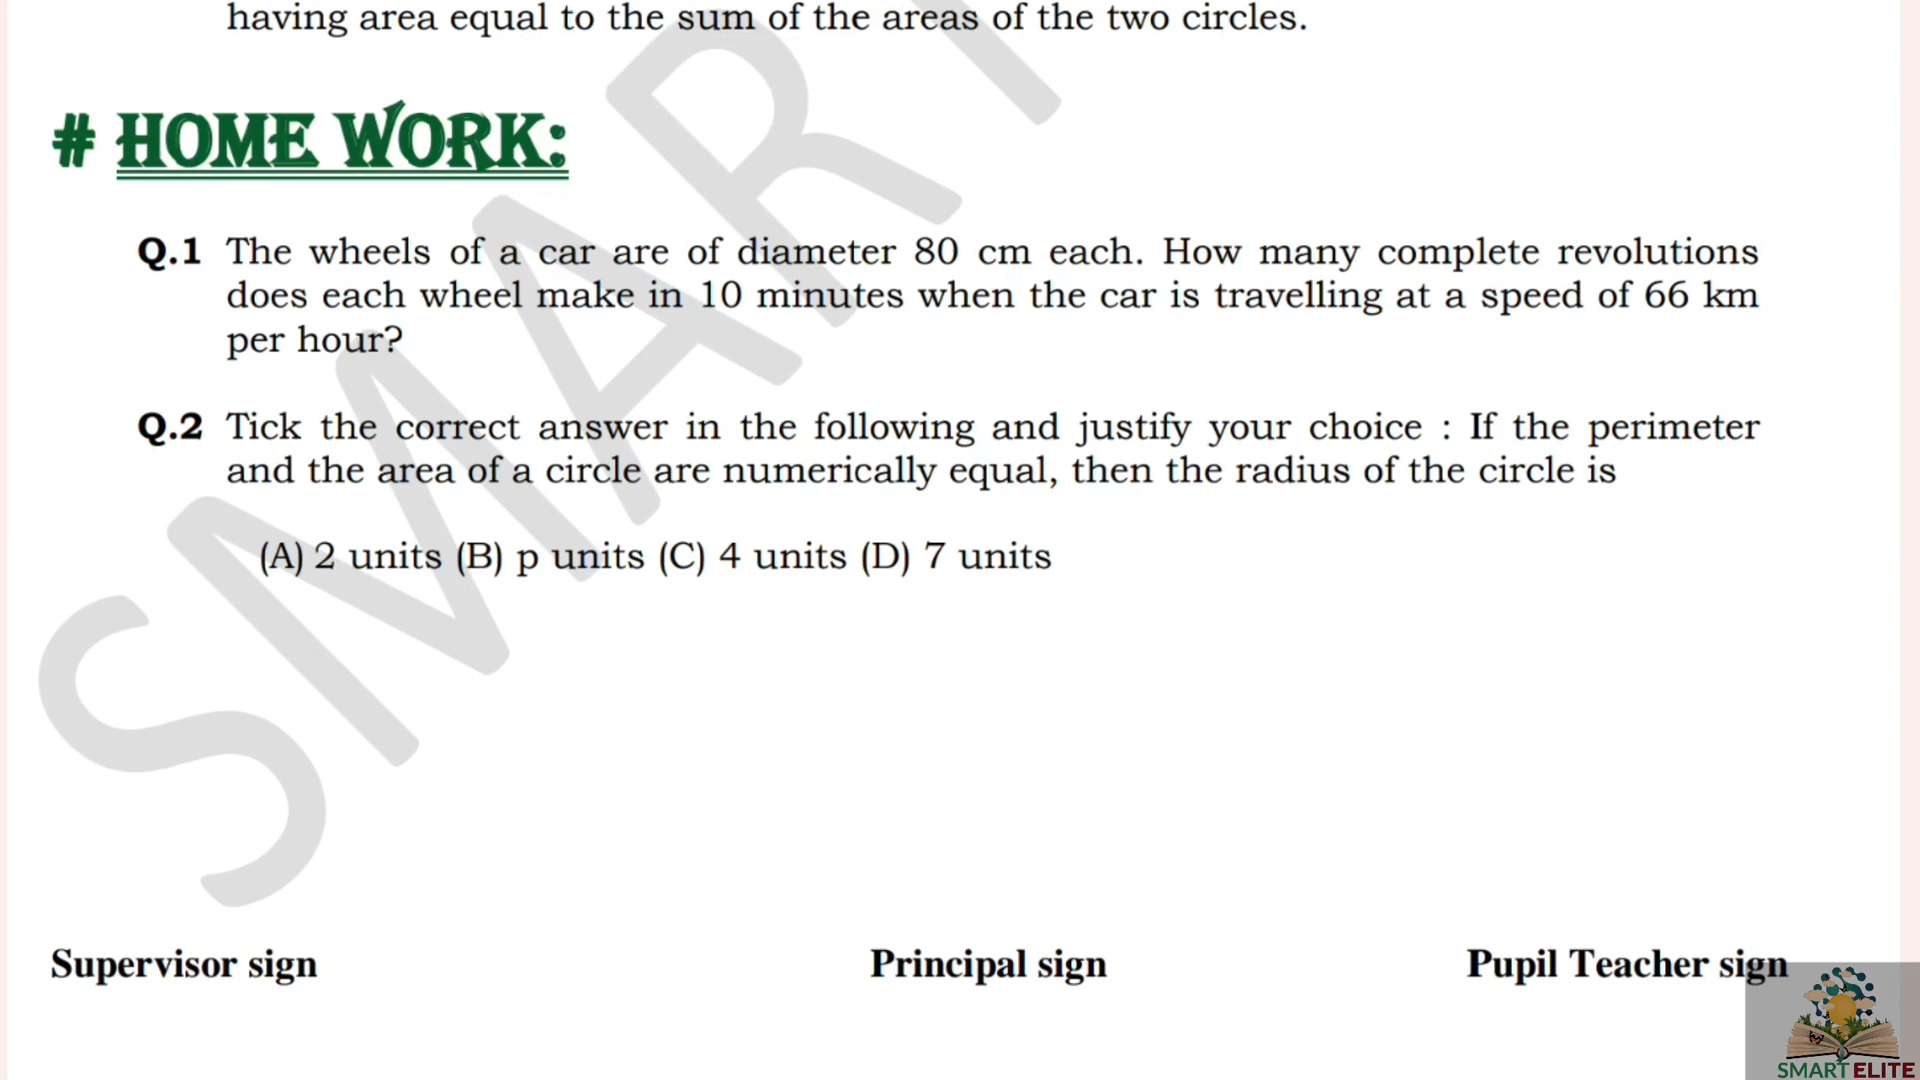 having area equal to the sum of the areas of the two circles.
# HOME WORK:
Q.1 The wheels of a car are of diameter 80 cm each. How many complete revolutions
does each wheel make in 10 minutes when the car is travelling at a speed of 66 km
per hour?
Q.2 Tick the correct answer in the following and justify your choice : If the perimeter
and the area of a circle are numerically equal, then the radius of the circle is
(A) 2 units (B) p units (C) 4 units (D) 7 units
SMART
Supervisor sign Principal sign Pupil Teacher sign
SMART ELITE